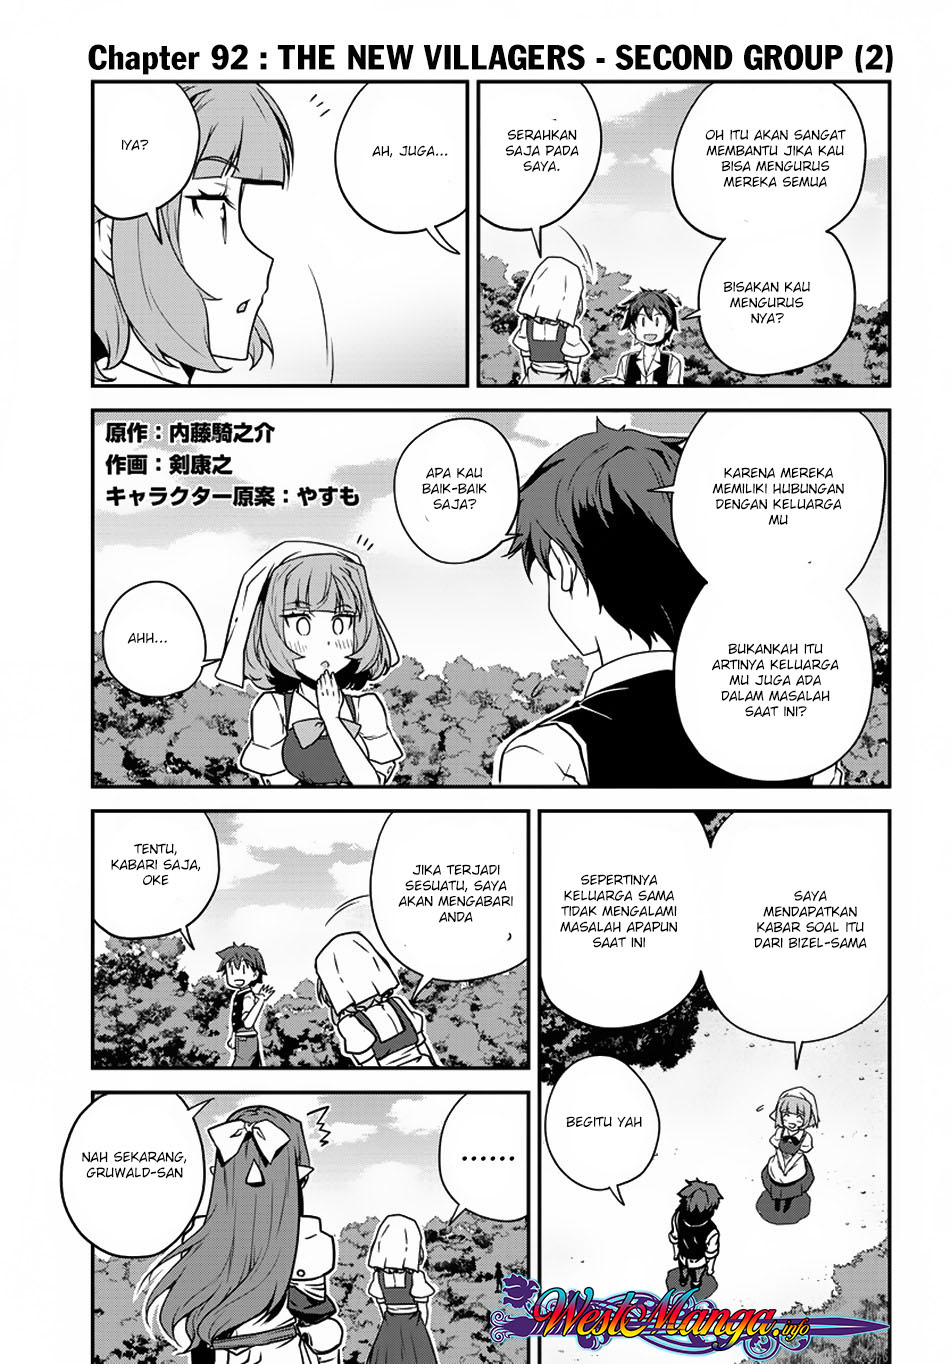 Chapter 92 : THE NEW VILLAGERS - SECOND GROUP (2)
OH ITU AKAN SANGAT
MEMBANTU JIKA KAU
BISA MENGURUS
MEREKA SEMUA
BISAKAN KAU
MENGURUS
NYA?
SERAHKAN
SAJA PADA
SAYA.
AH, JUGA...
IYA?
KARENA MEREKA
MEMILIKI HUBUNGAN
DENGAN KELUARGA
MU
BUKANKAH ITU
ARTINYA KELUARGA
MU JUGA ADA
DALAM MASALAH
SAAT INI?
APA KAU
BAIK-BAIK
SAJA?
AHH...
原作：内藤騎之介
作画：剣康之
キャラクター原案：やすも
SAYA
MENDAPATKAN
KABAR SOAL ITU
DARI BIZEL-SAMA
SEPERTINYA
KELUARGA SAMA
TIDAK MENGALAMI
MASALAH APAPUN
SAAT INI
BEGITU YAH
JIKA TERJADI
SESUATU, SAYA
AKAN MENGABARI
ANDA
TENTU,
KABARI SAJA,
OKE
......
NAH SEKARANG,
GRUWALD-SAN
WestManga.info